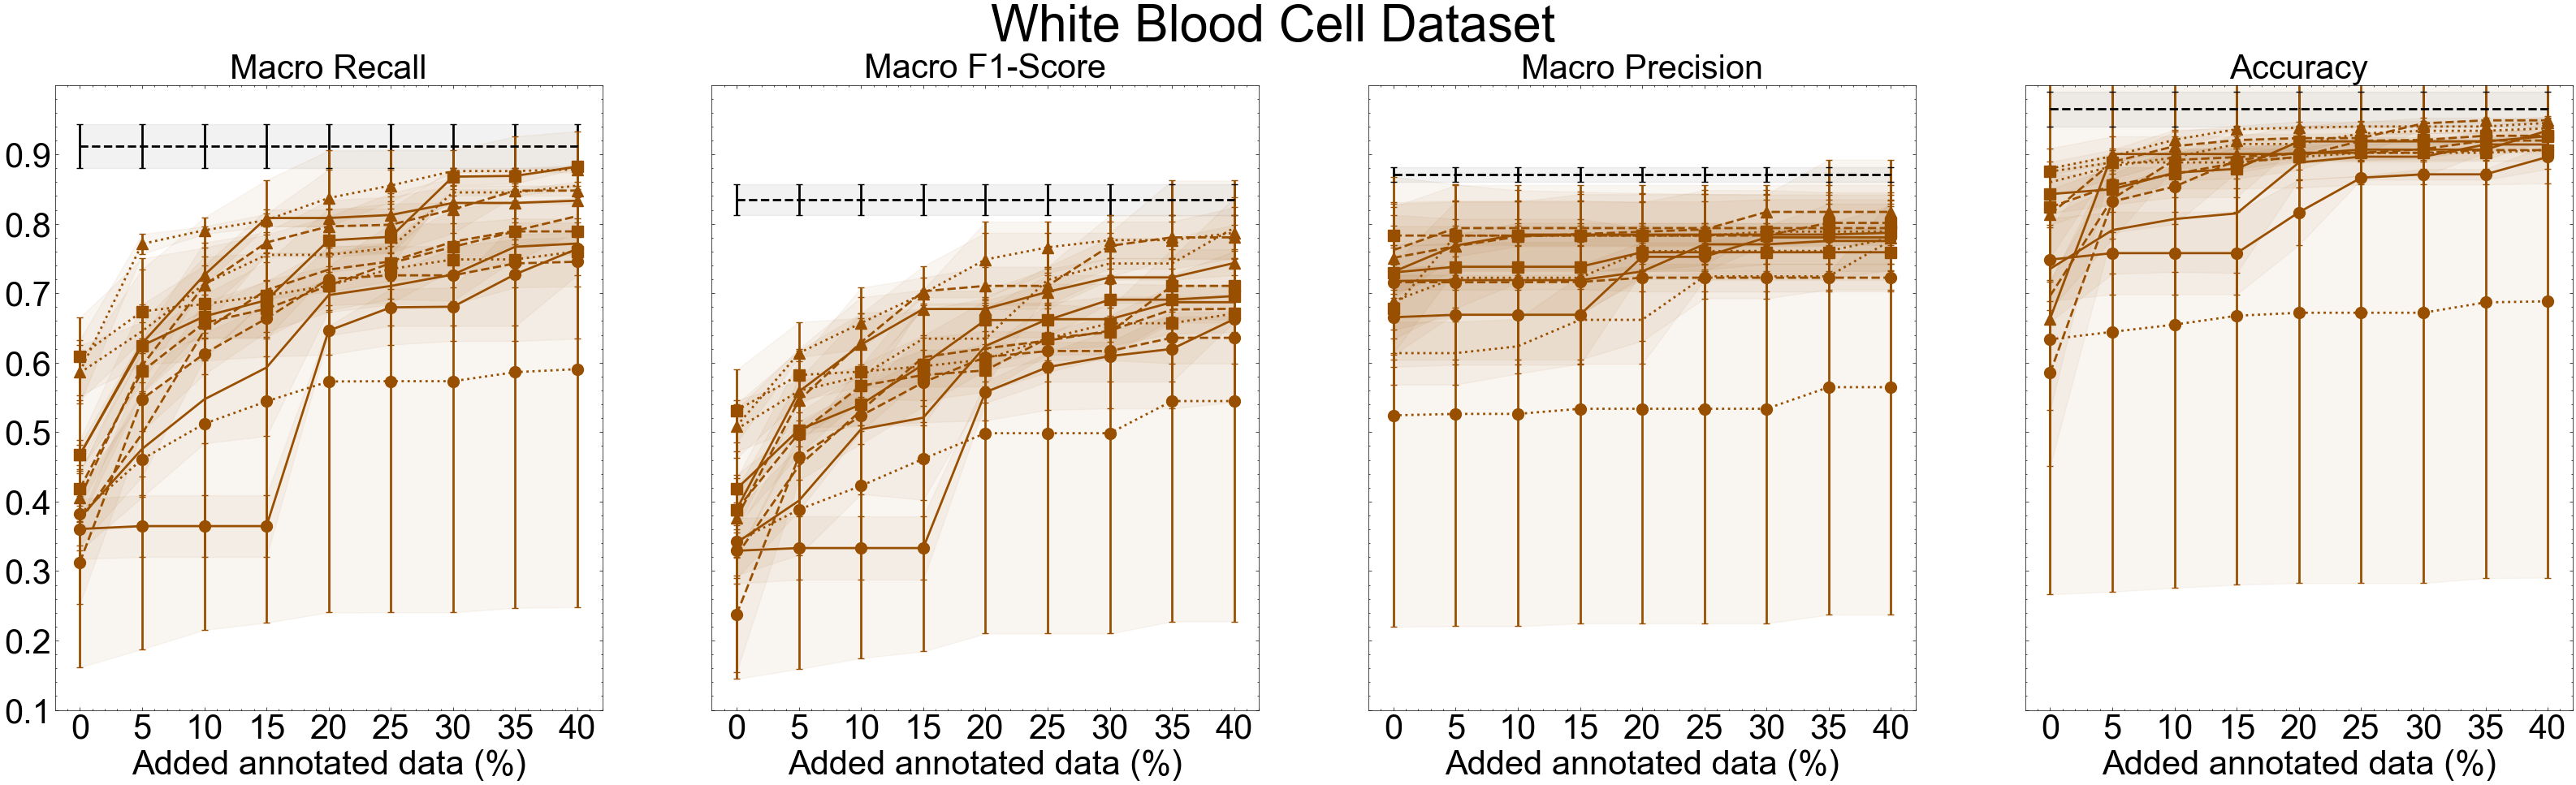 White Blood Cell Dataset
Macro Recall
Macro F1-Score
Macro Precision
Accuracy
0.9
0.8
0.7
0.6
0.5
0.4
0.3
0.2
0.1
0 5 10 15 20 25 30 35 40
0 5 10 15 20 25 30 35 40
0 5 10 15 20 25 30 35 40
0 5 10 15 20 25 30 35 40
Added annotated data (%)
Added annotated data (%)
Added annotated data (%)
Added annotated data (%)